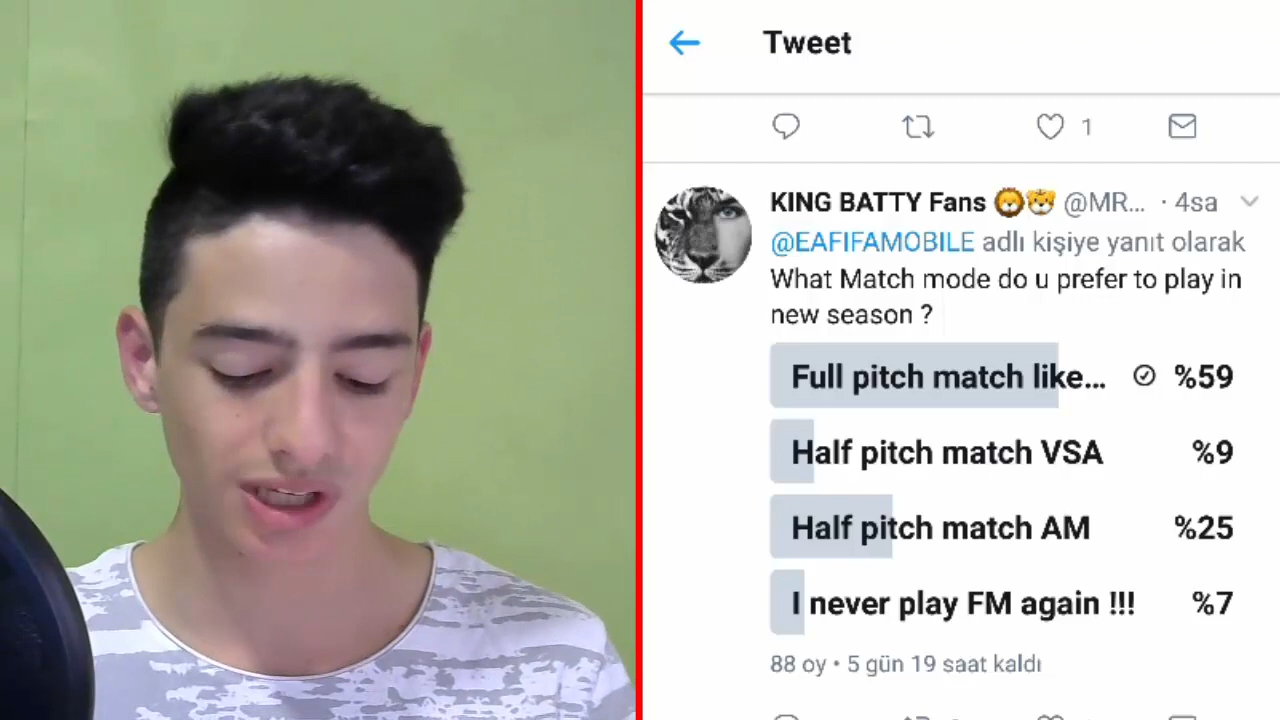 Tweet
1
KING BATTY Fans 🦁🐯 @MR... · 4sa
@EAFIFAMOBILE adlı kişiye yanıt olarak
What Match mode do u prefer to play in
new season ?
Full pitch match like... %59
Half pitch match VSA %9
Half pitch match AM %25
I never play FM again !!! %7
88 oy • 5 gün 19 saat kaldı